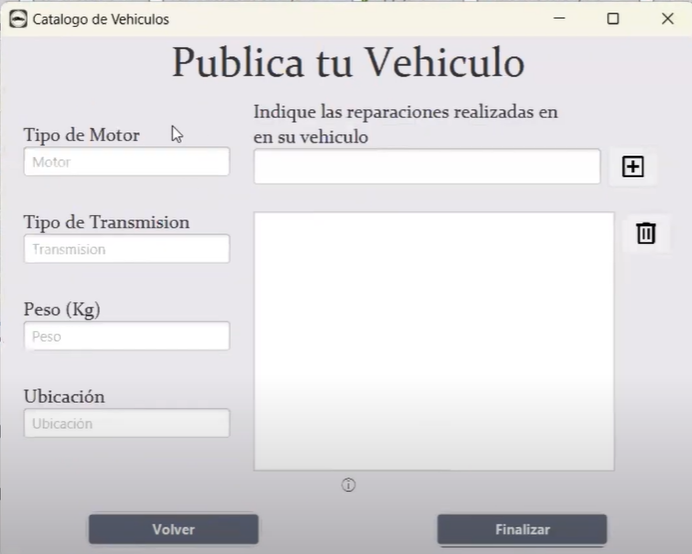 Catalogo de Vehiculos
Publica tu Vehiculo
Tipo de Motor
Motor
Tipo de Transmision
Transmision
Peso (Kg)
Peso
Ubicación
Ubicación
Indique las reparaciones realizadas en
en su vehiculo
Volver
Finalizar